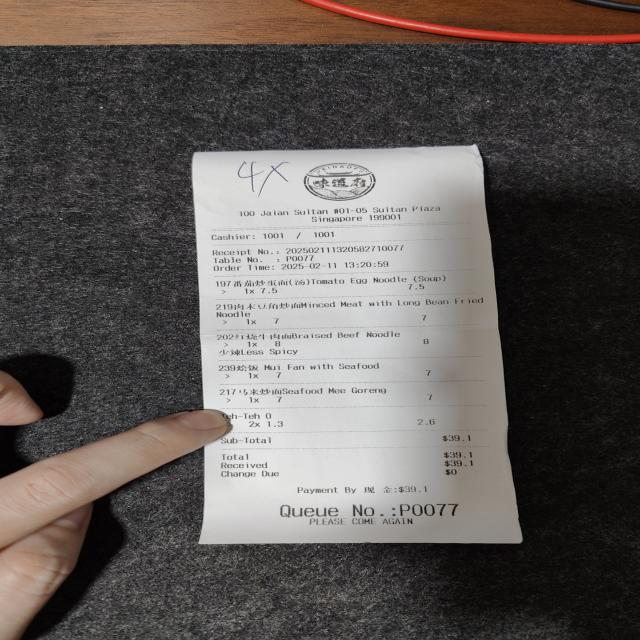 4X
味道府
100 Jalan Sultan #01-05 Sultan Plaza
Singapore 199001
Cashier: 1001 / 1001
Receipt No.: 202502111320582710077
Table No. : P0077
Order Time: 2025-02-11 13:20:59
197番茄炒蛋面(汤)Tomato Egg Noodle (Soup)
> 1x 7.5 7.5
219肉末豆角炒面Minced Meat with Long Bean Fried
Noodle
> 1x 7 7
202红烧牛肉面Braised Beef Noodle
> 1x 8 8
少辣Less Spicy
239烩饭 Mui Fan with Seafood
> 1x 7 7
217马来炒面Seafood Mee Goreng
> 1x 7 7
Teh O
2x 1.3 2.6
Sub-Total $39.1
Total $39.1
Received $39.1
Change Due $0
Payment By 现 金:$39.1
Queue No.:P0077
PLEASE COME AGAIN